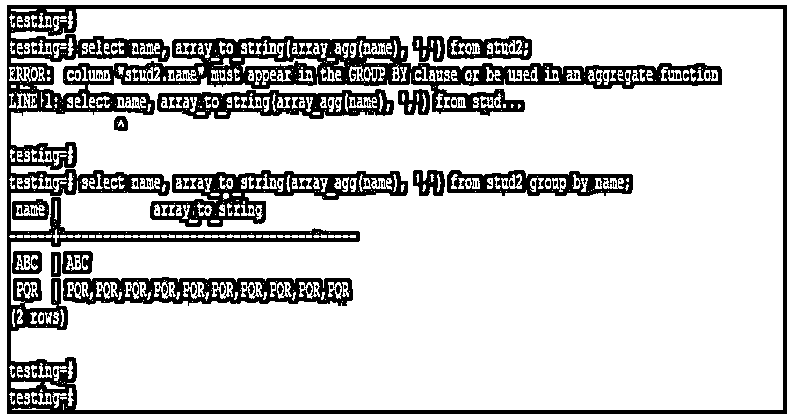 testing=#
testing=# select name, array_to_string(array_agg(name), ',') from stud2;
ERROR:  column "stud2.name" must appear in the GROUP BY clause or be used in an aggregate function
LINE 1: select name, array_to_string(array_agg(name), ',') from stud...
^
testing=#
testing=# select name, array_to_string(array_agg(name), ',') from stud2 group by name;
name | array_to_string
------+-----------------------------------------
ABC | ABC
PQR | PQR,PQR,PQR,PQR,PQR,PQR,PQR,PQR,PQR,PQR
(2 rows)
testing=#
testing=#